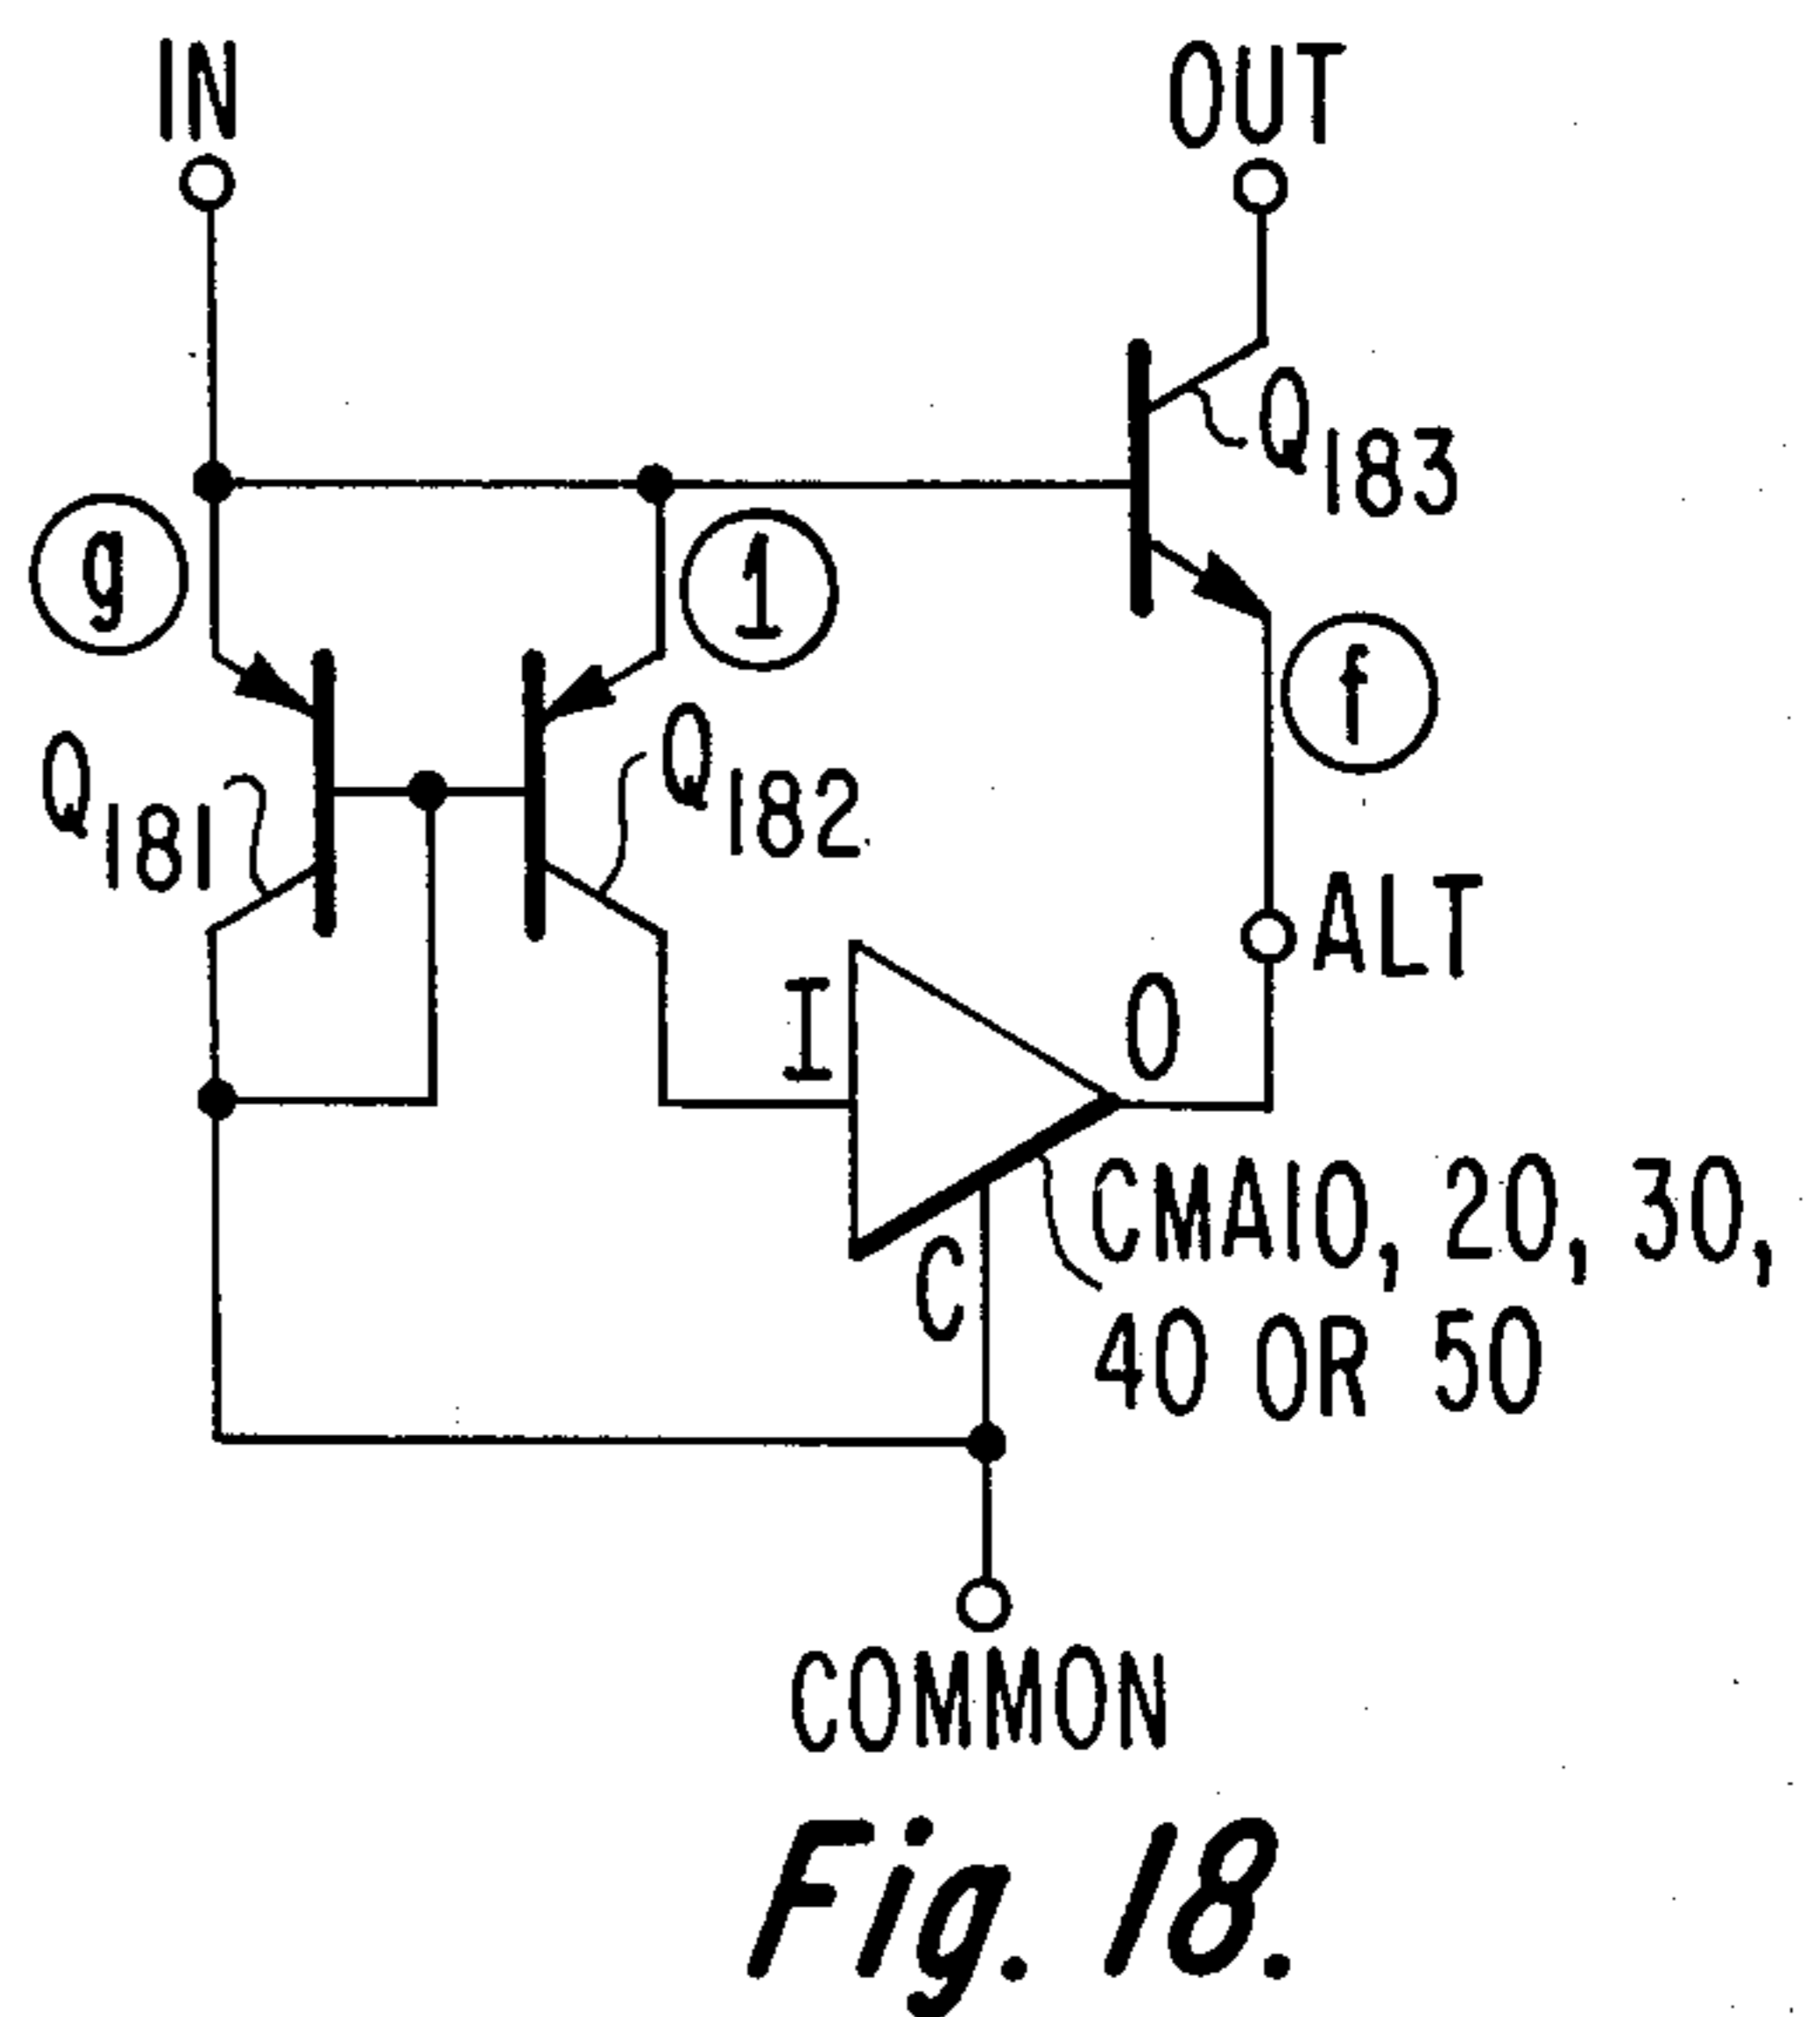 IN
OUT
Q183
g
1
f
Q181
Q182
ALT
I
O
C
CMA10, 20, 30,
40 OR 50
COMMON
Fig. 18.